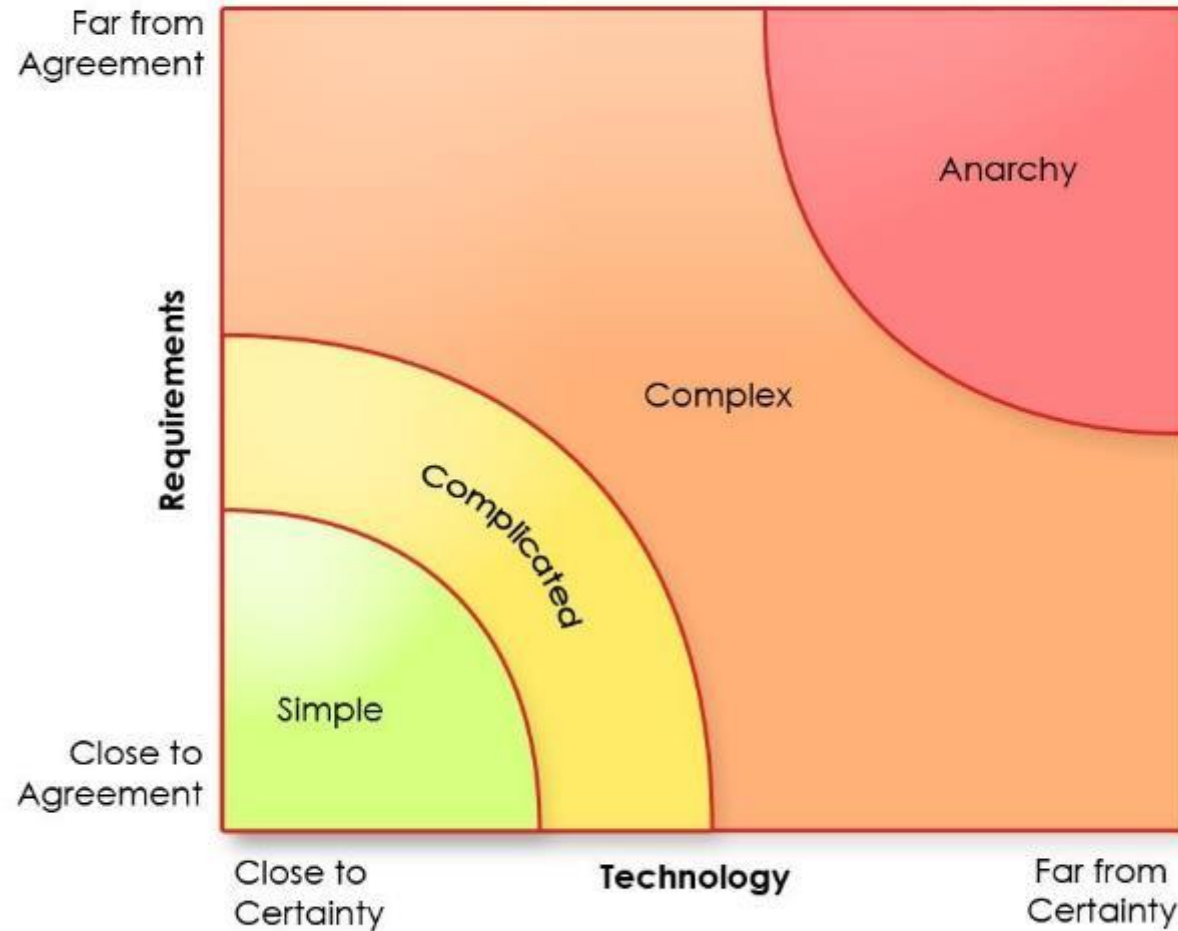 Far from
Agreement
Anarchy
Requirements
Complex
Complicated
Simple
Close to
Agreement
Close to
Certainty
Technology
Far from
Certainty